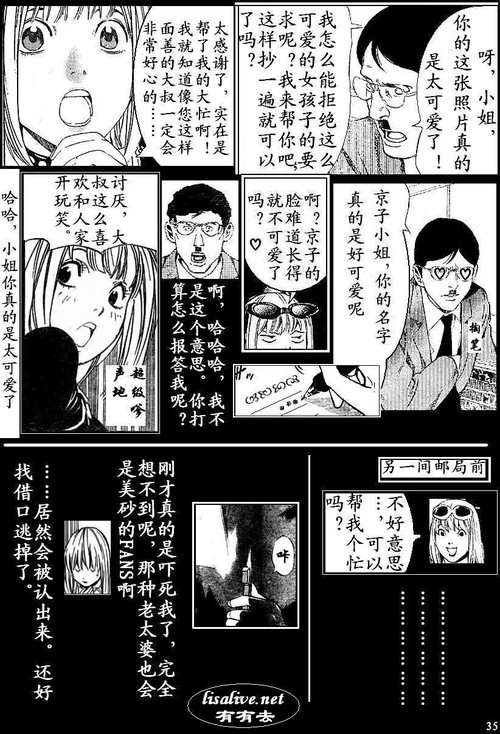 呀，小姐，
你的这张照片真的
是太可爱了！
我怎么能拒绝这么
可爱的女孩子的要
求呢？我来帮你吧，
这样抄一遍就可以
吗？
太感谢了，实在是
帮了我的大忙啊！
我就知道像您这样
面善的大叔一定会
非常好心的……
京子小姐，你的名字
真的是好可爱呢
掏笔
啊？京子的
脸难道长得
就不可爱了
吗？♡
啊，哈哈哈，我不
是这个意思。你打
算怎么报答我呢？
讨厌，大
叔这么喜
欢和人家
开玩笑
超级嗲
声地
哈哈，小姐你真的是太可爱了
另一间邮局前
不好意思
…，可以
帮我个忙
吗？
………………
………………
咔
刚才真的是吓死我了，完全
想不到呢，那种老太婆也会
是美砂的FANS啊
……居然会被认出来。还好
找借口逃掉了。
lisalive.net
有有去
35